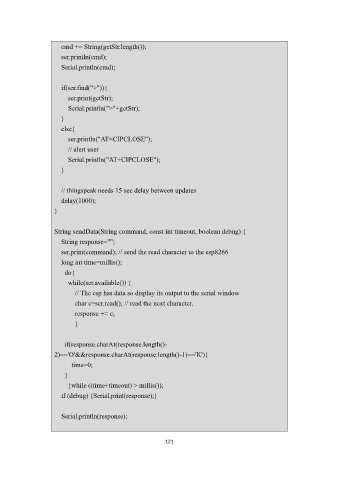 cmd += String(getStr.length());
ser.println(cmd);
Serial.println(cmd);
if(ser.find(">")){
ser.print(getStr);
Serial.println(">"+getStr);
}
else{
ser.println("AT+CIPCLOSE");
// alert user
Serial.println("AT+CIPCLOSE");
}
// thingspeak needs 15 sec delay between updates
delay(1000);
}
String sendData(String command, const int timeout, boolean debug) {
String response="";
ser.print(command); // send the read character to the esp8266
long int time=millis();
do{
while(ser.available()) {
// The esp has data so display its output to the serial window
char c=ser.read(); // read the next character.
response += c;
}
if(response.charAt(response.length()-
2)=='O'&&response.charAt(response.length()-1)=='K'){
time=0;
}
}while ((time+timeout) > millis());
if (debug) {Serial.print(response);}
Serial.println(response);
121